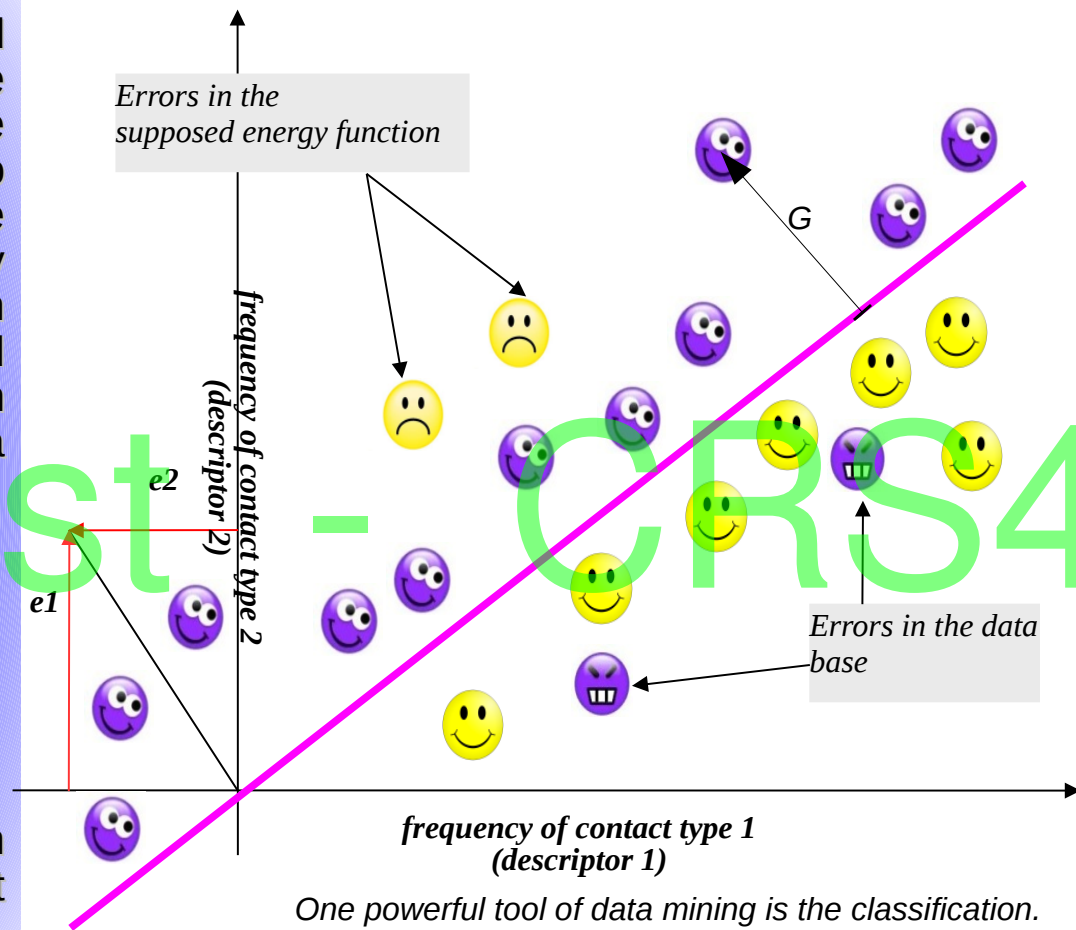 Errors in the
supposed energy function
G
frequency of contact type 2
(descriptor 2)
e2
st - CRS4
e1
Errors in the data
base
frequency of contact type 1
(descriptor 1)
One powerful tool of data mining is the classification.